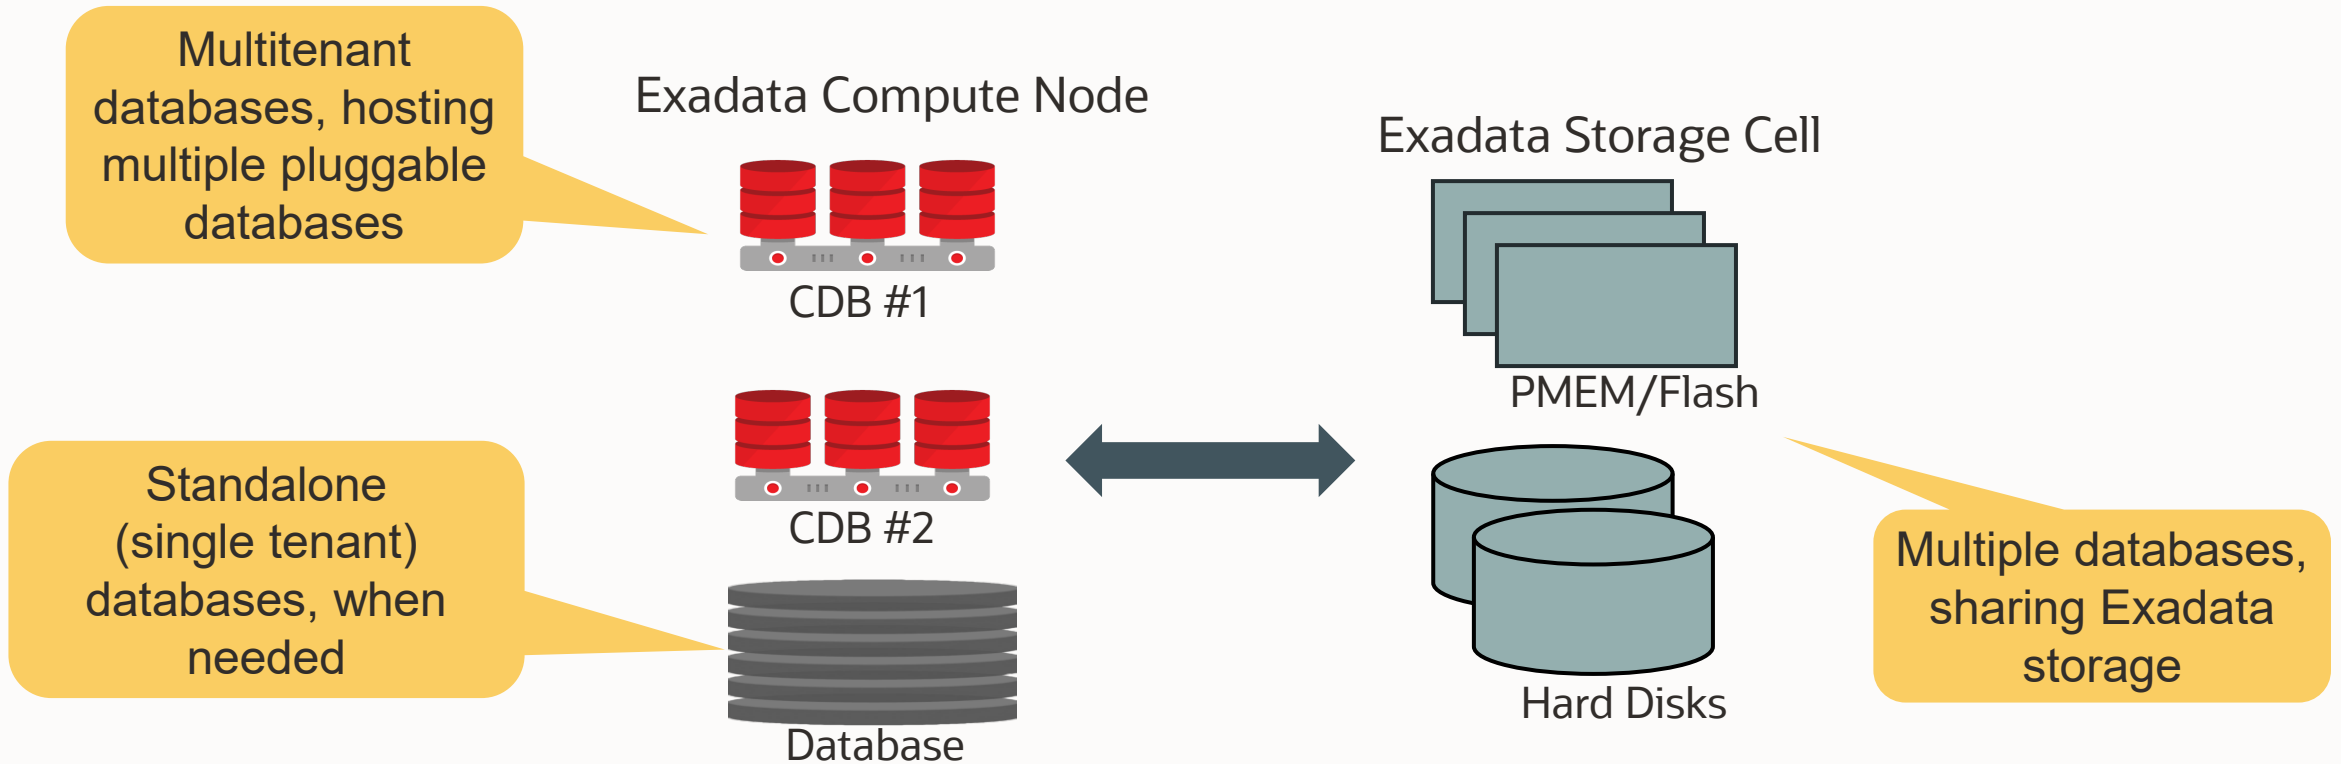 Multitenant
databases, hosting
multiple pluggable
databases
Exadata Compute Node
CDB #1
CDB #2
Standalone
(single tenant)
databases, when
needed
Database
Exadata Storage Cell
PMEM/Flash
Hard Disks
Multiple databases,
sharing Exadata
storage